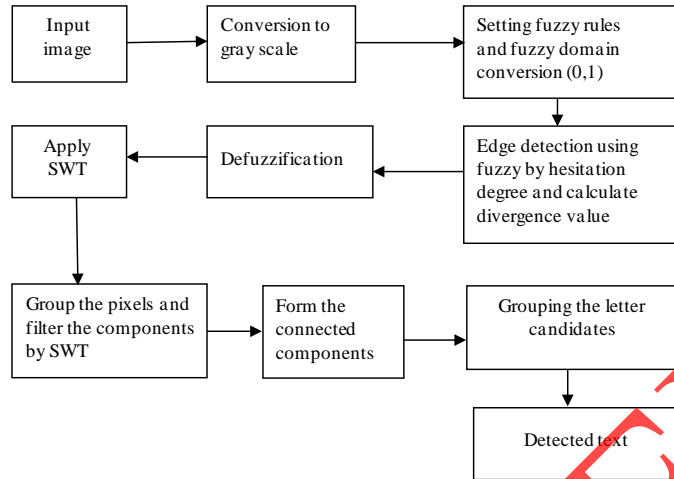 Input
image
Conversion to
gray scale
Setting fuzzy rules
and fuzzy domain
conversion (0,1)
Apply
SWT
Defuzzification
Edge detection using
fuzzy by hesitation
degree and calculate
divergence value
Group the pixels and
filter the components
by SWT
Form the
connected
components
Grouping the letter
candidates
Detected text